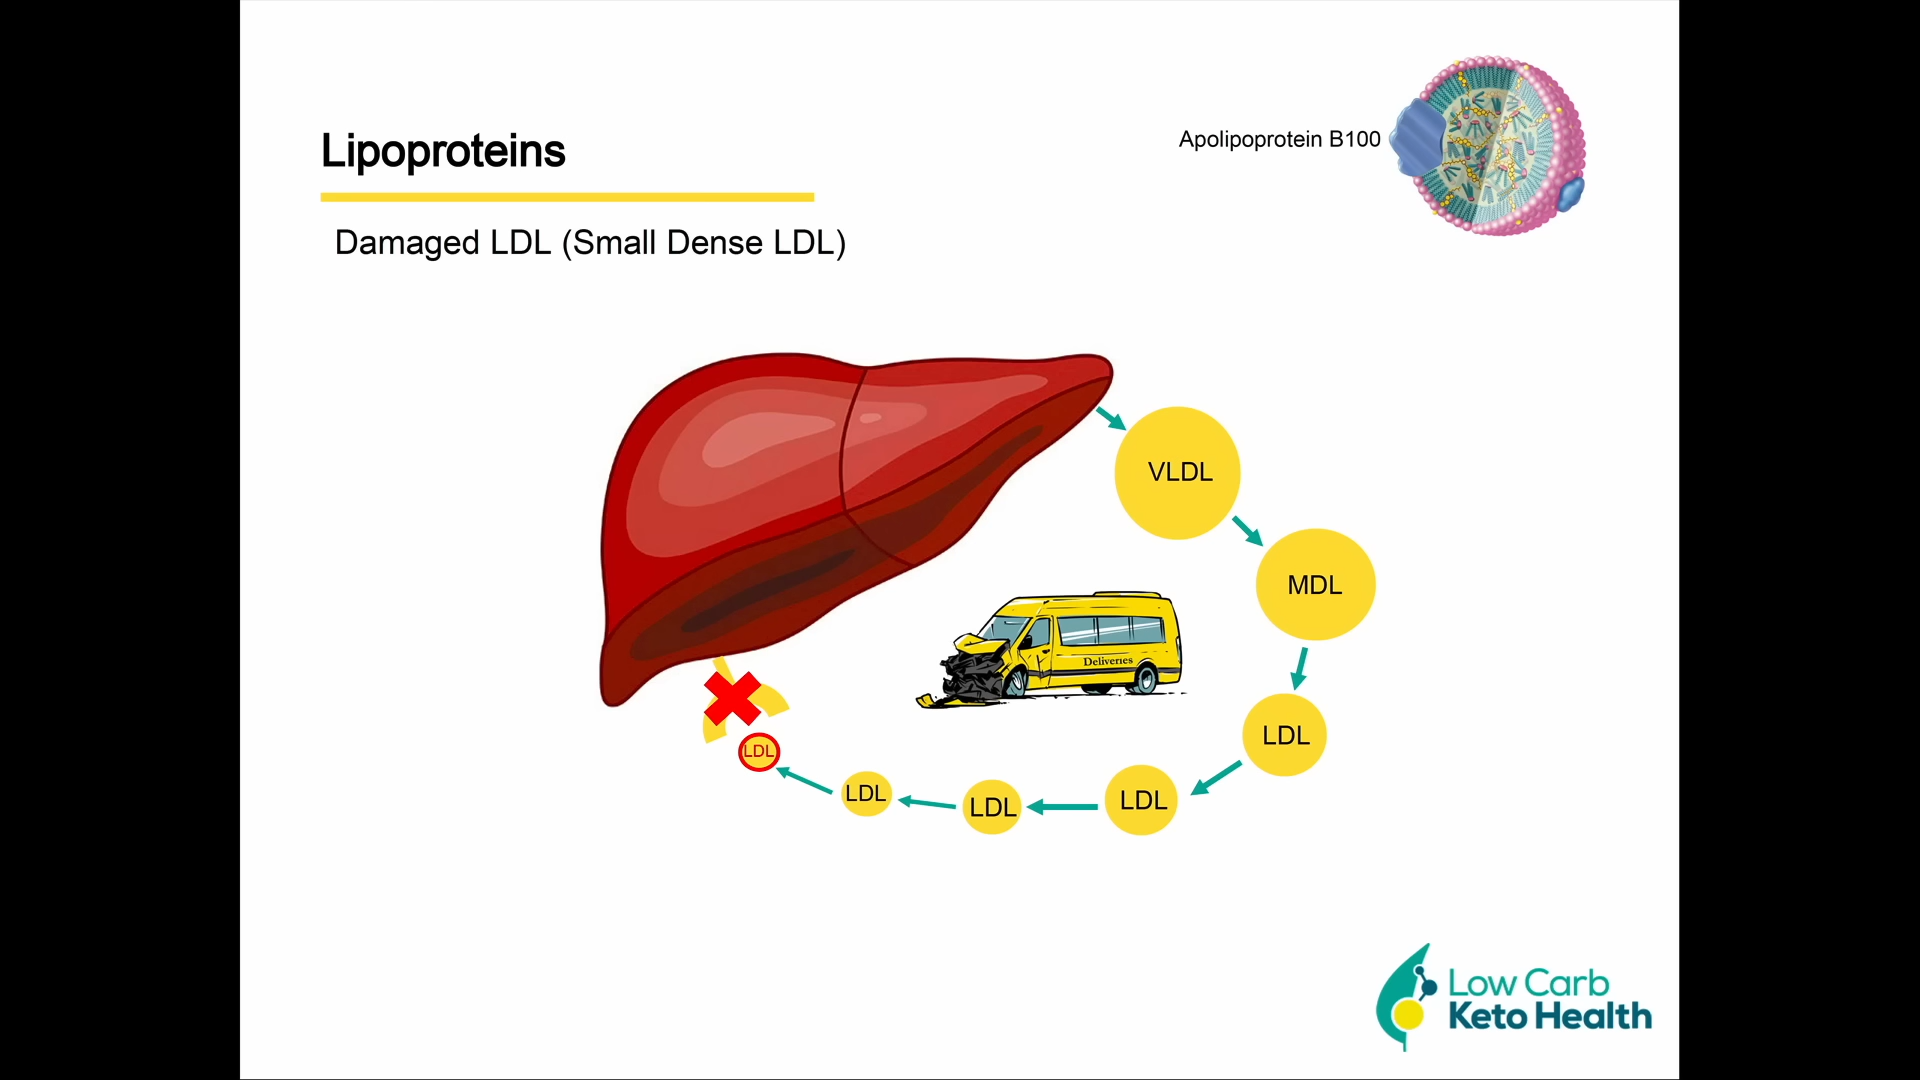 Lipoproteins
Apolipoprotein B100
Damaged LDL (Small Dense LDL)
VLDL
MDL
Deliveries
LDL
LDL
LDL
LDL
LDL
Low Carb
Keto Health